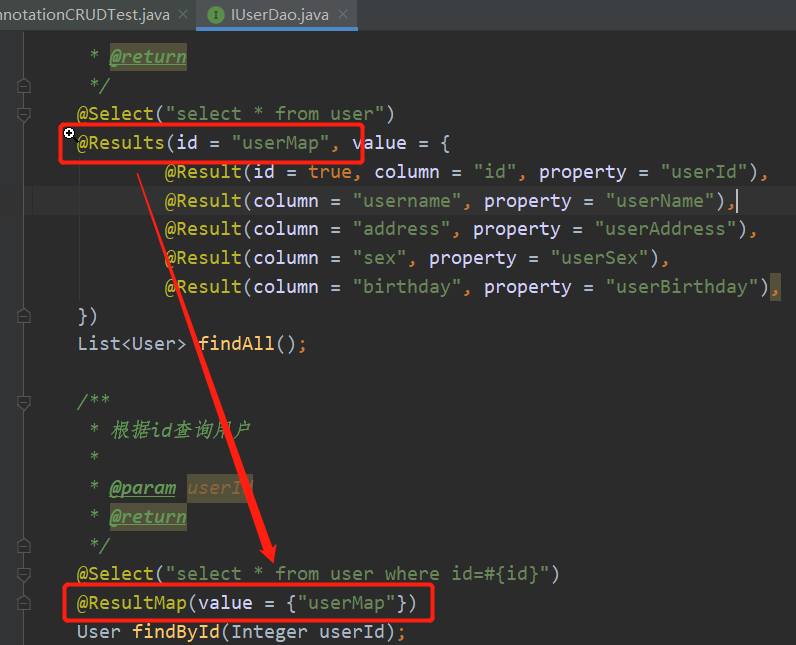 nnotationCRUDTest.java × I IUserDao.java ×
* @return
*/
@Select("select * from user")
@Results(id = "userMap", value = {
@Result(id = true, column = "id", property = "userId"),
@Result(column = "username", property = "userName"),
@Result(column = "address", property = "userAddress"),
@Result(column = "sex", property = "userSex"),
@Result(column = "birthday", property = "userBirthday"),
})
List<User> findAll();
/**
* 根据id查询用户
*
* @param userId
* @return
*/
@Select("select * from user where id=#{id}")
@ResultMap(value = {"userMap"})
User findById(Integer userId);